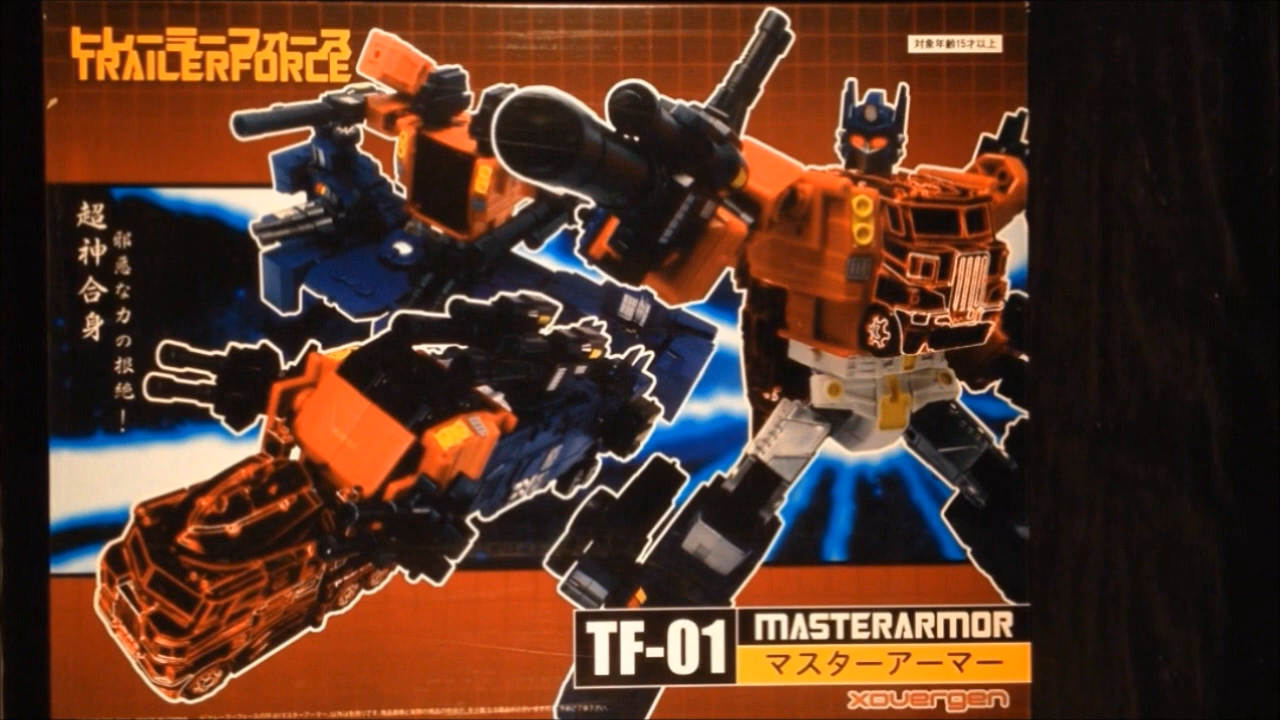 トレーラーフォース
TRAILERFORCE
対象年齢15才以上
超神合身
邪悪な力の根絶!
TF-01
MASTERARMOR
マスターアーマー
xovergen